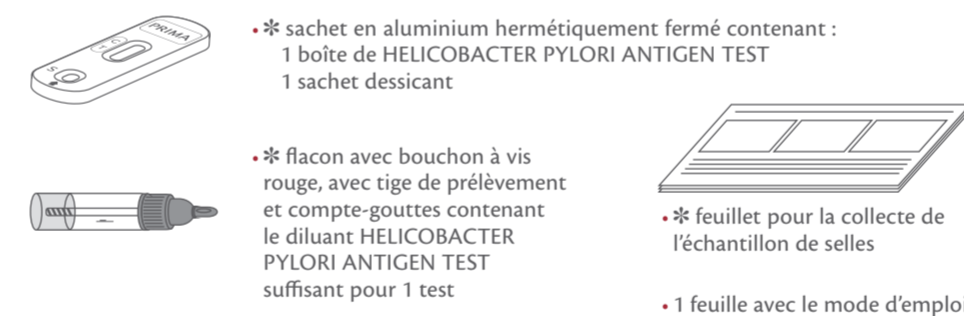 PRIMA
C
T
S
• ✻ sachet en aluminium hermétiquement fermé contenant :
1 boîte de HELICOBACTER PYLORI ANTIGEN TEST
1 sachet dessicant
• ✻ flacon avec bouchon à vis
rouge, avec tige de prélèvement
et compte-gouttes contenant
le diluant HELICOBACTER
PYLORI ANTIGEN TEST
suffisant pour 1 test
• ✻ feuillet pour la collecte de
l’échantillon de selles
• 1 feuille avec le mode d’emploi